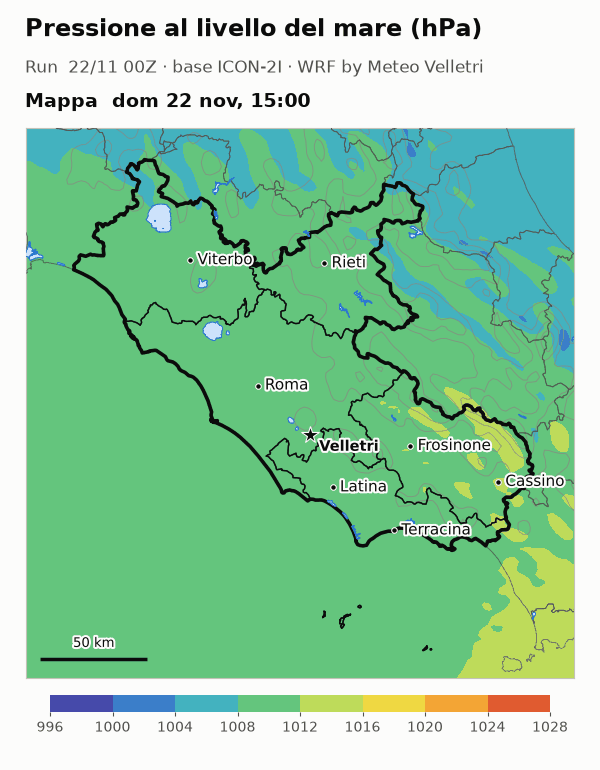 Pressione al livello del mare (hPa)
Run  22/11 00Z · base ICON-2I · WRF by Meteo Velletri
Mappa  dom 22 nov, 15:00
Viterbo
Rieti
Roma
Velletri
Frosinone
Cassino
Latina
Terracina
50 km
996 1000 1004 1008 1012 1016 1020 1024 1028